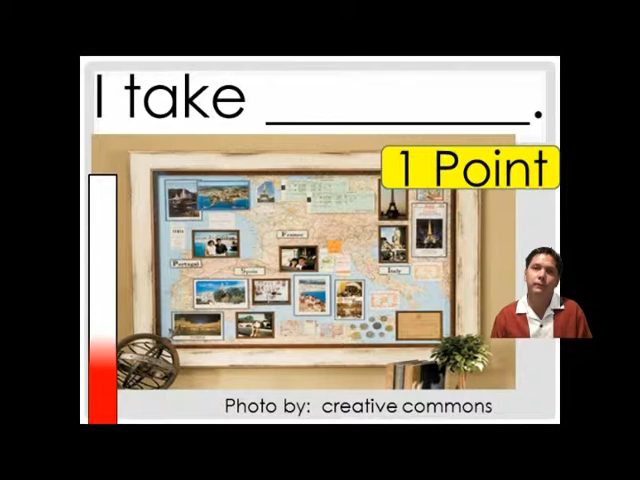 I take ________.
1 Point
France
Portugal
Spain
Italy
Photo by: creative commons